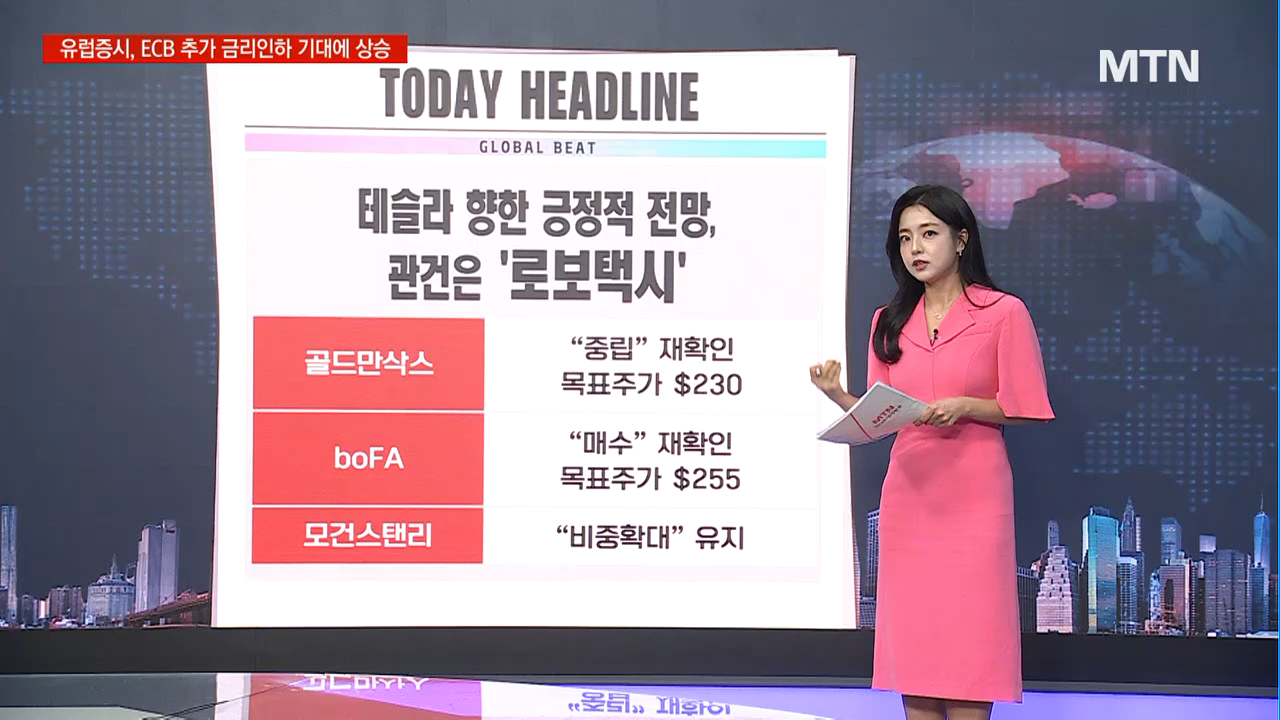 유럽증시, ECB 추가 금리인하 기대에 상승
MTN
TODAY HEADLINE
GLOBAL BEAT
테슬라 향한 긍정적 전망,
관건은 '로보택시'
골드만삭스
“중립” 재확인
목표주가 $230
boFA
“매수” 재확인
목표주가 $255
모건스탠리
“비중확대” 유지
MTN